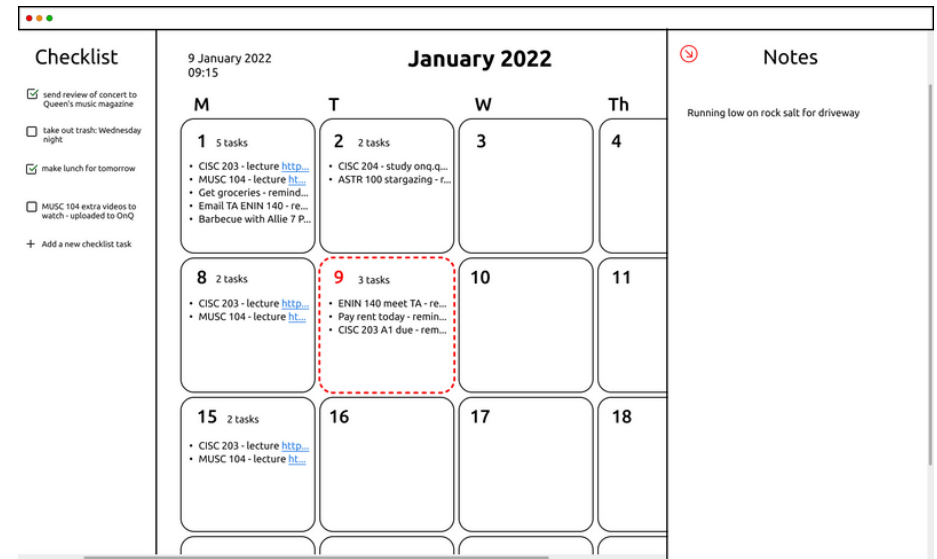 Checklist
send review of concert to
Queen's music magazine
take out trash: Wednesday
night
make lunch for tomorrow
MUSC 104 extra videos to
watch - uploaded to OnQ
+ Add a new checklist task
9 January 2022
09:15
January 2022
M T W Th
1 5 tasks
• CISC 203 - lecture http...
• MUSC 104 - lecture ht...
• Get groceries - remind...
• Email TA ENIN 140 - re...
• Barbecue with Allie 7 P...
2 2 tasks
• CISC 204 - study onq.q...
• ASTR 100 stargazing - r...
3
4
8 2 tasks
• CISC 203 - lecture http...
• MUSC 104 - lecture ht...
9 3 tasks
• ENIN 140 meet TA - re...
• Pay rent today - remin...
• CISC 203 A1 due - rem...
10
11
15 2 tasks
• CISC 203 - lecture http...
• MUSC 104 - lecture ht...
16
17
18
Notes
Running low on rock salt for driveway